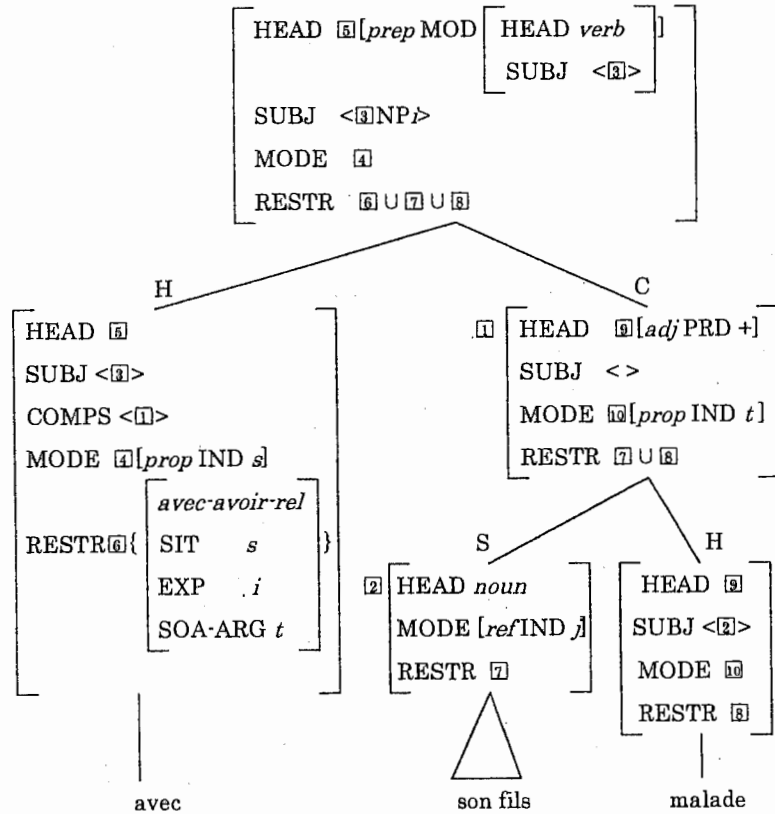 HEAD 5[prep MOD [HEAD verb
SUBJ <3>]]
SUBJ <3NPi>
MODE 4
RESTR 6∪7∪8
H
C
HEAD 5
SUBJ <3>
COMPS <1>
MODE 4[prop IND s]
RESTR 6{
avec-avoir-rel
SIT s
EXP i
SOA-ARG t
}
1
HEAD 9[adj PRD +]
SUBJ < >
MODE 10[prop IND t]
RESTR 7∪8
S
H
2
HEAD noun
MODE [ref IND j]
RESTR 7
HEAD 9
SUBJ <2>
MODE 10
RESTR 8
avec
son fils
malade